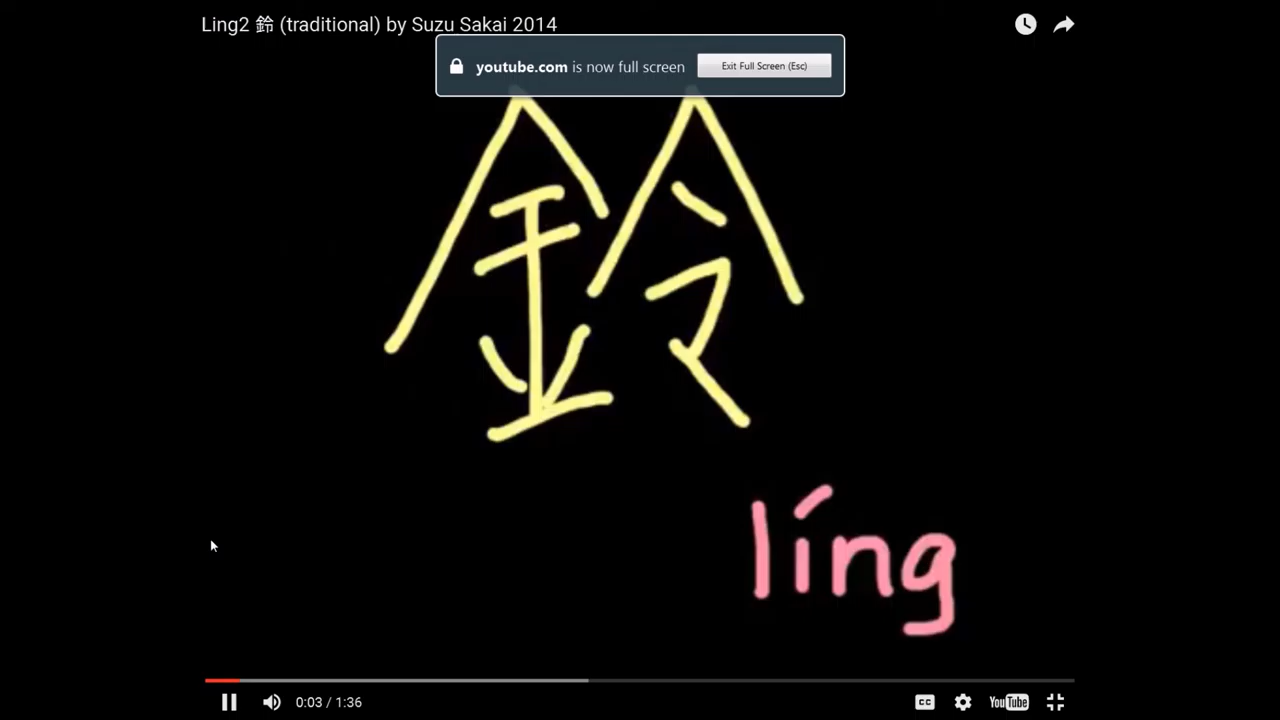 Ling2 鈴 (traditional) by Suzu Sakai 2014
youtube.com is now full screen
Exit Full Screen (Esc)
鈴
líng
0:03 / 1:36
CC
YouTube